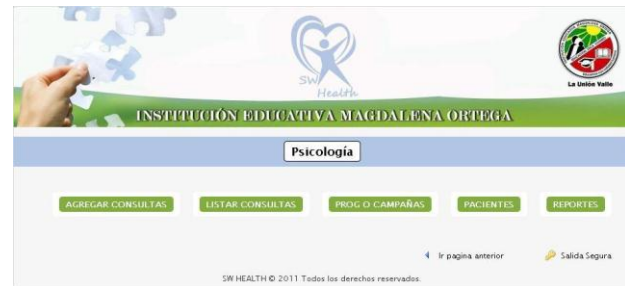 SW
Health
La Unión Valle
INSTITUCIÓN EDUCATIVA MAGDALENA ORTEGA
Psicología
AGREGAR CONSULTAS LISTAR CONSULTAS PROG O CAMPAÑAS PACIENTES REPORTES
Ir pagina anterior Salida Segura
SW HEALTH © 2011 Todos los derechos reservados.